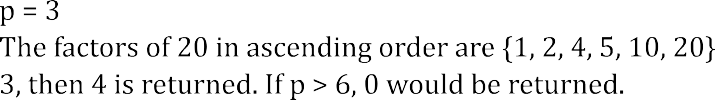 p = 3
The factors of 20 in ascending order are {1, 2, 4, 5, 10, 20}
3, then 4 is returned. If p > 6, 0 would be returned.